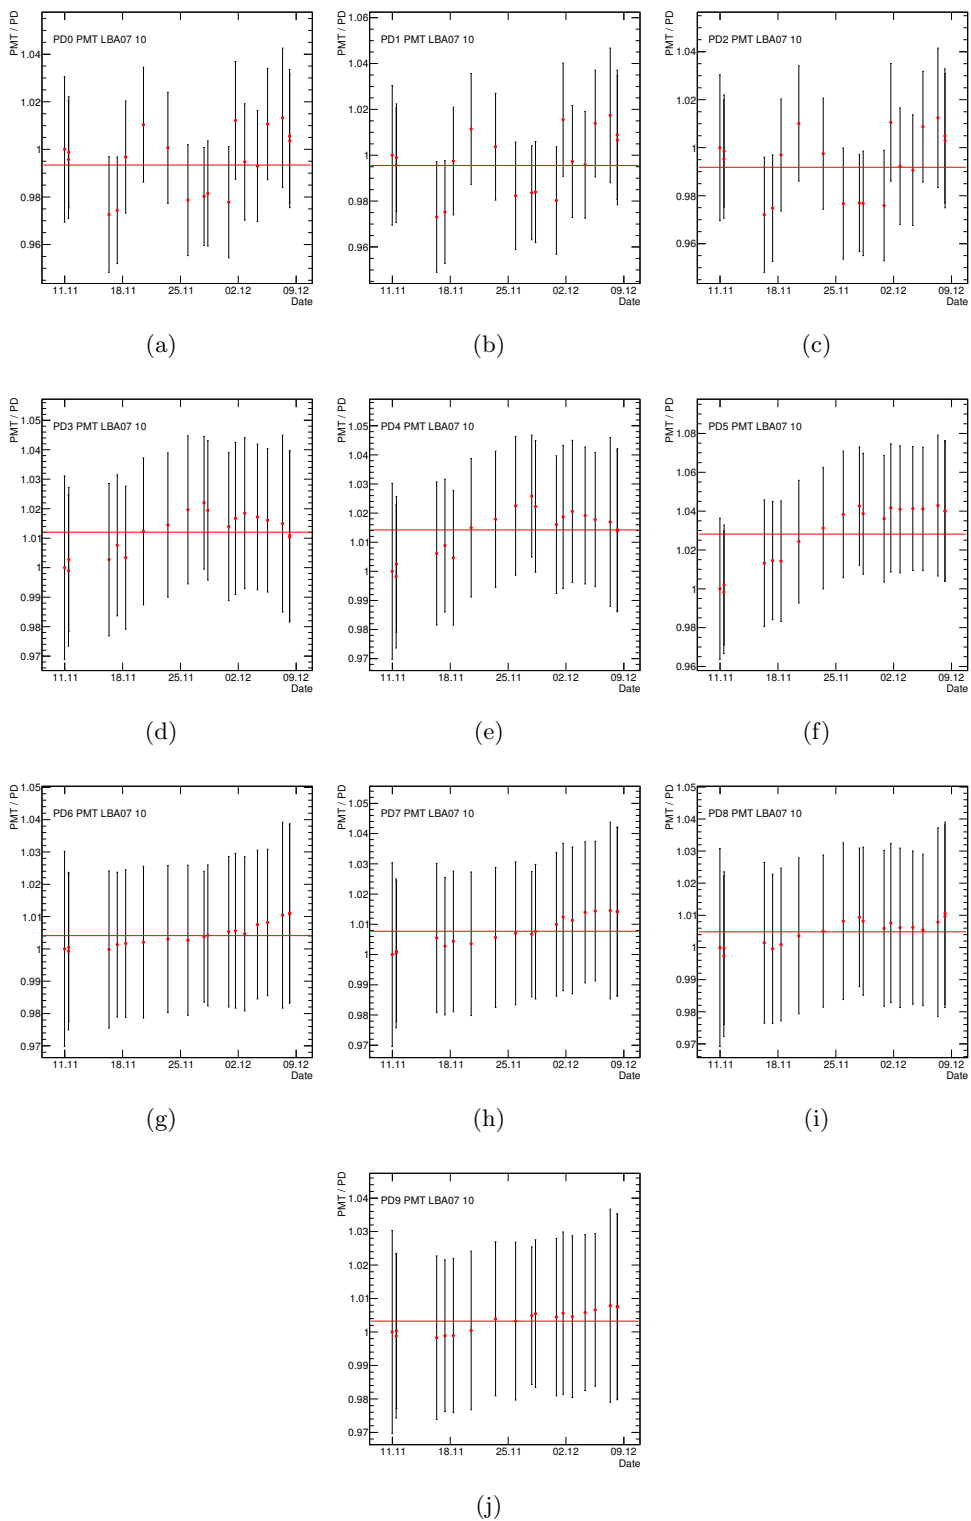 PMT / PD
PD0 PMT LBA07 10
1.04
1.02
1
0.98
0.96
11.11 18.11 25.11 02.12 09.12
Date
(a)
PMT / PD
PD1 PMT LBA07 10
1.06
1.04
1.02
1
0.98
0.96
0.94
11.11 18.11 25.11 02.12 09.12
Date
(b)
PMT / PD
PD2 PMT LBA07 10
1.04
1.02
1
0.98
0.96
11.11 18.11 25.11 02.12 09.12
Date
(c)
PMT / PD
PD3 PMT LBA07 10
1.05
1.04
1.03
1.02
1.01
1
0.99
0.98
0.97
11.11 18.11 25.11 02.12 09.12
Date
(d)
PMT / PD
PD4 PMT LBA07 10
1.05
1.04
1.03
1.02
1.01
1
0.99
0.98
0.97
11.11 18.11 25.11 02.12 09.12
Date
(e)
PMT / PD
PD5 PMT LBA07 10
1.08
1.06
1.04
1.02
1
0.98
0.96
11.11 18.11 25.11 02.12 09.12
Date
(f)
PMT / PD
PD6 PMT LBA07 10
1.05
1.04
1.03
1.02
1.01
1
0.99
0.98
0.97
11.11 18.11 25.11 02.12 09.12
Date
(g)
PMT / PD
PD7 PMT LBA07 10
1.05
1.04
1.03
1.02
1.01
1
0.99
0.98
0.97
11.11 18.11 25.11 02.12 09.12
Date
(h)
PMT / PD
PD8 PMT LBA07 10
1.05
1.04
1.03
1.02
1.01
1
0.99
0.98
0.97
11.11 18.11 25.11 02.12 09.12
Date
(i)
PMT / PD
PD9 PMT LBA07 10
1.04
1.03
1.02
1.01
1
0.99
0.98
0.97
11.11 18.11 25.11 02.12 09.12
Date
(j)